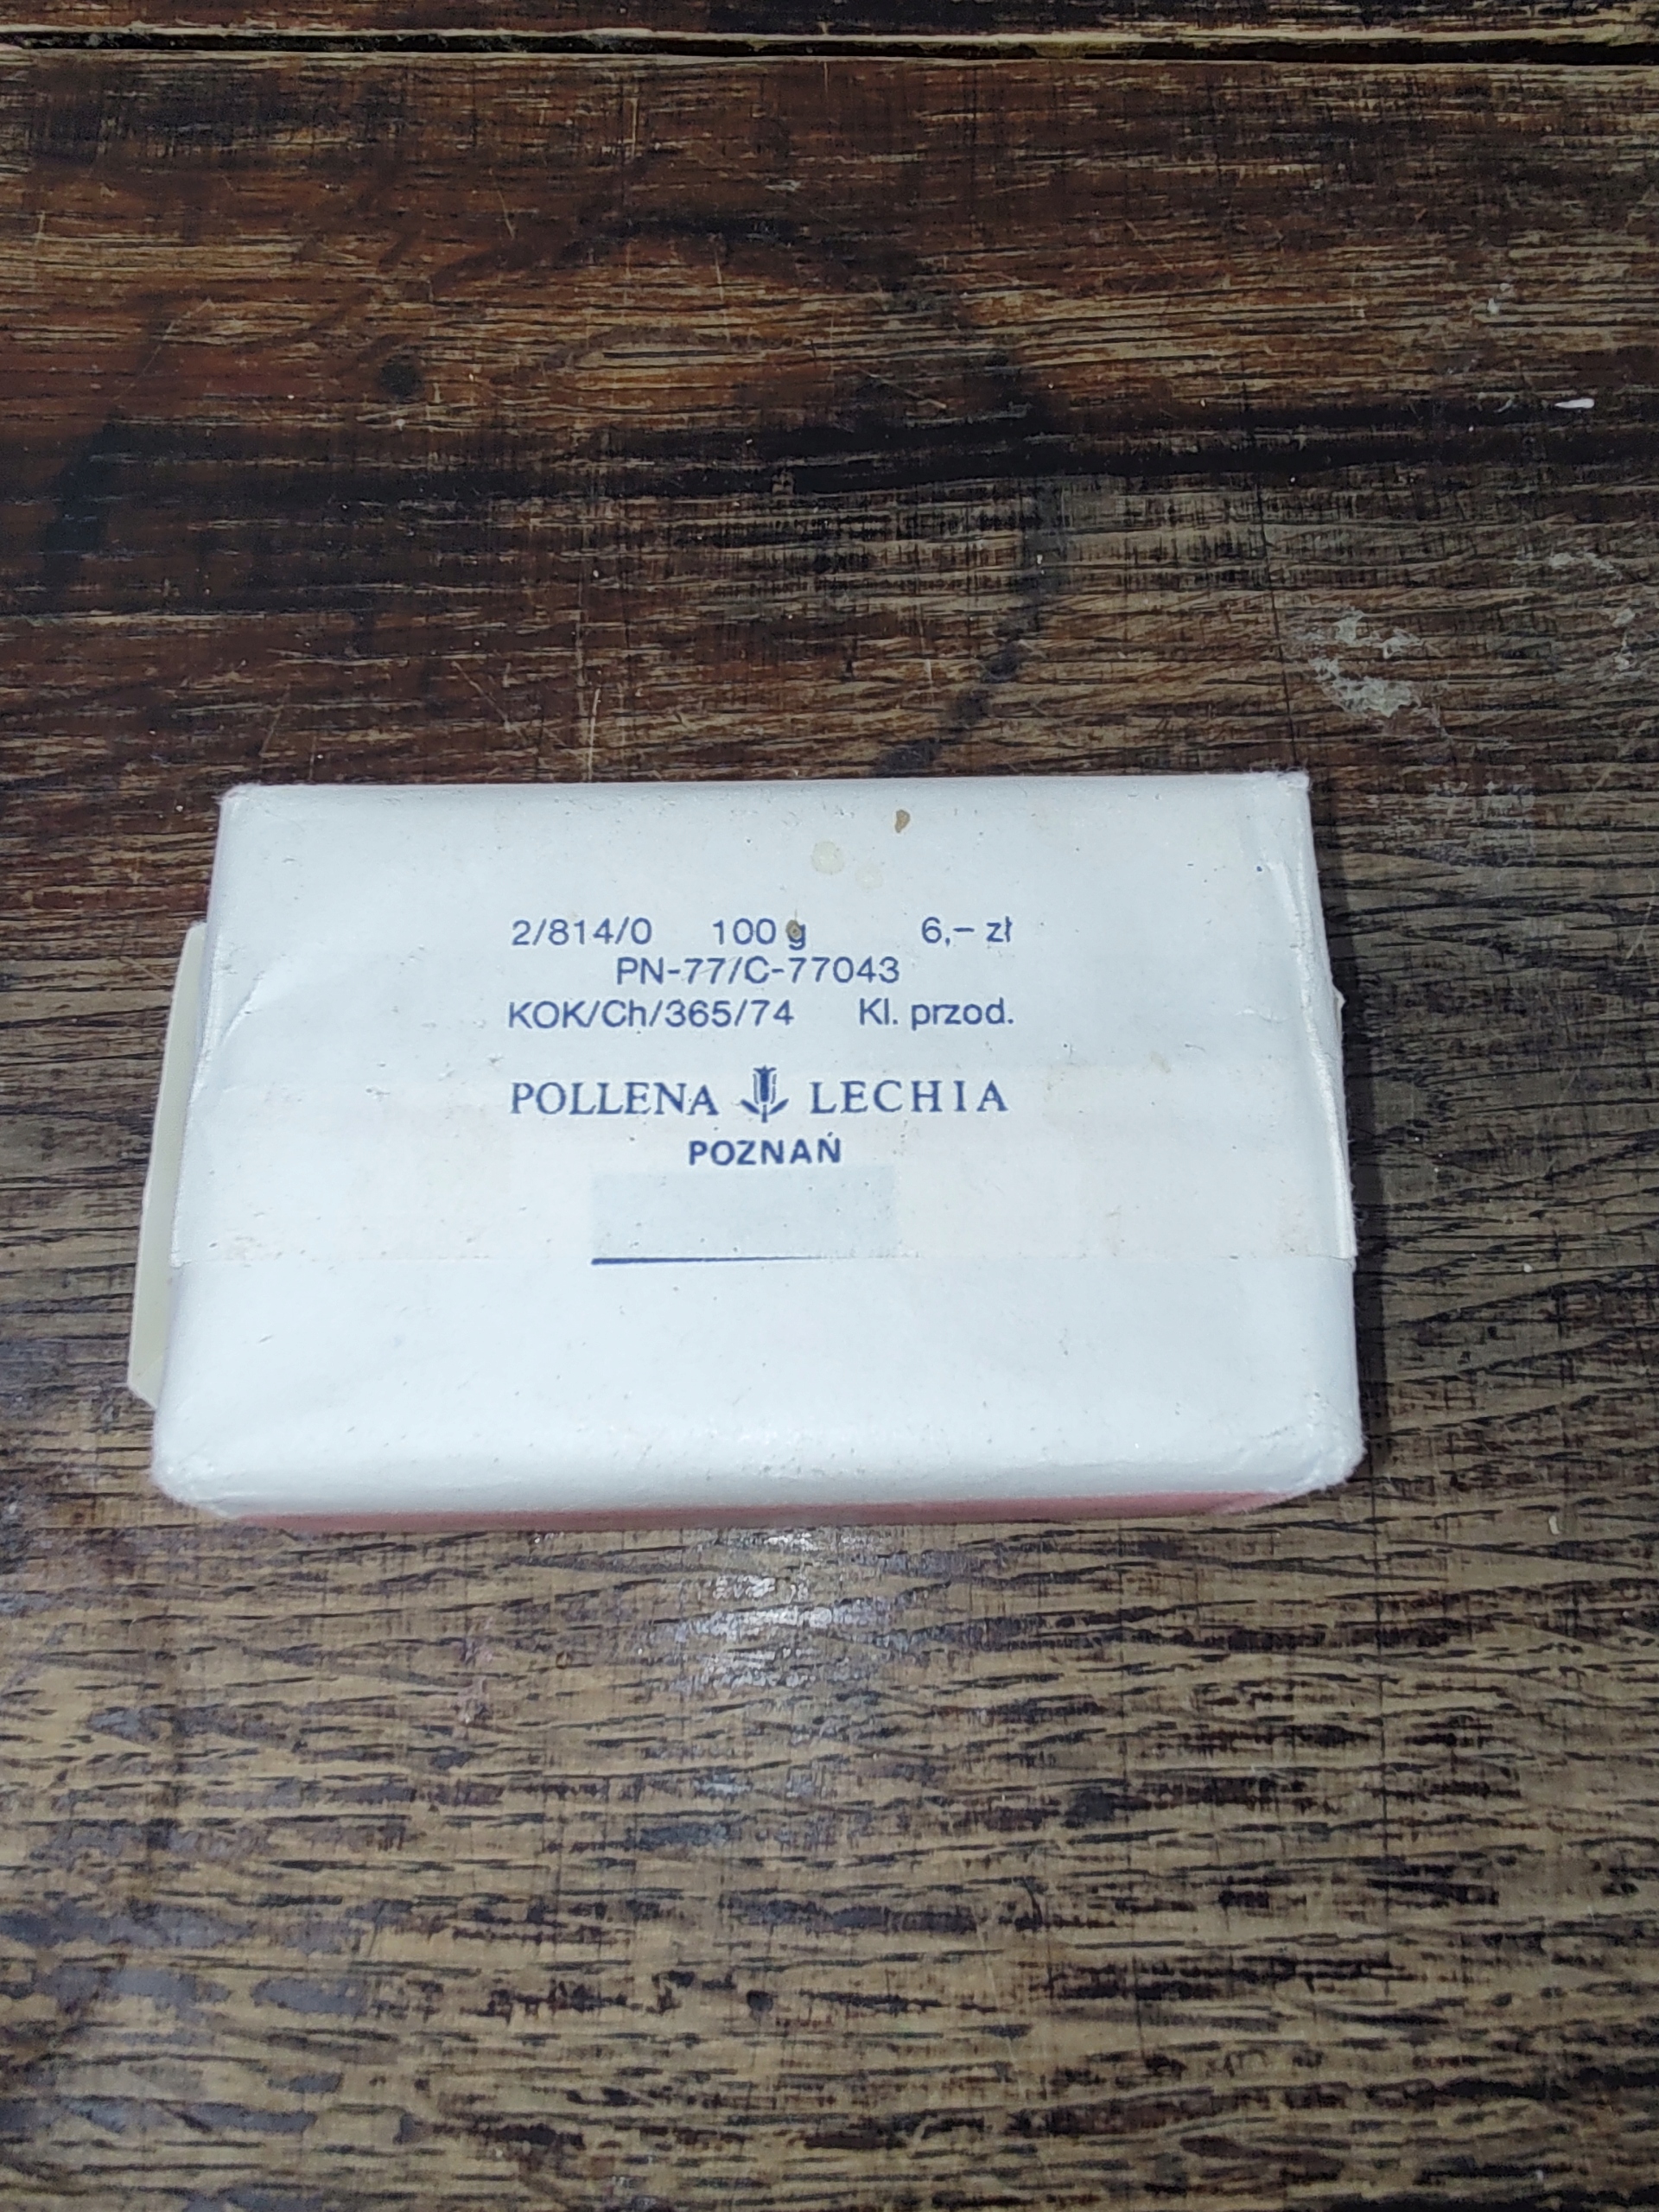 2/814/0 100 g 6,– zł
PN-77/C-77043
KOK/Ch/365/74 Kl. przod.
POLLENA LECHIA
POZNAŃ